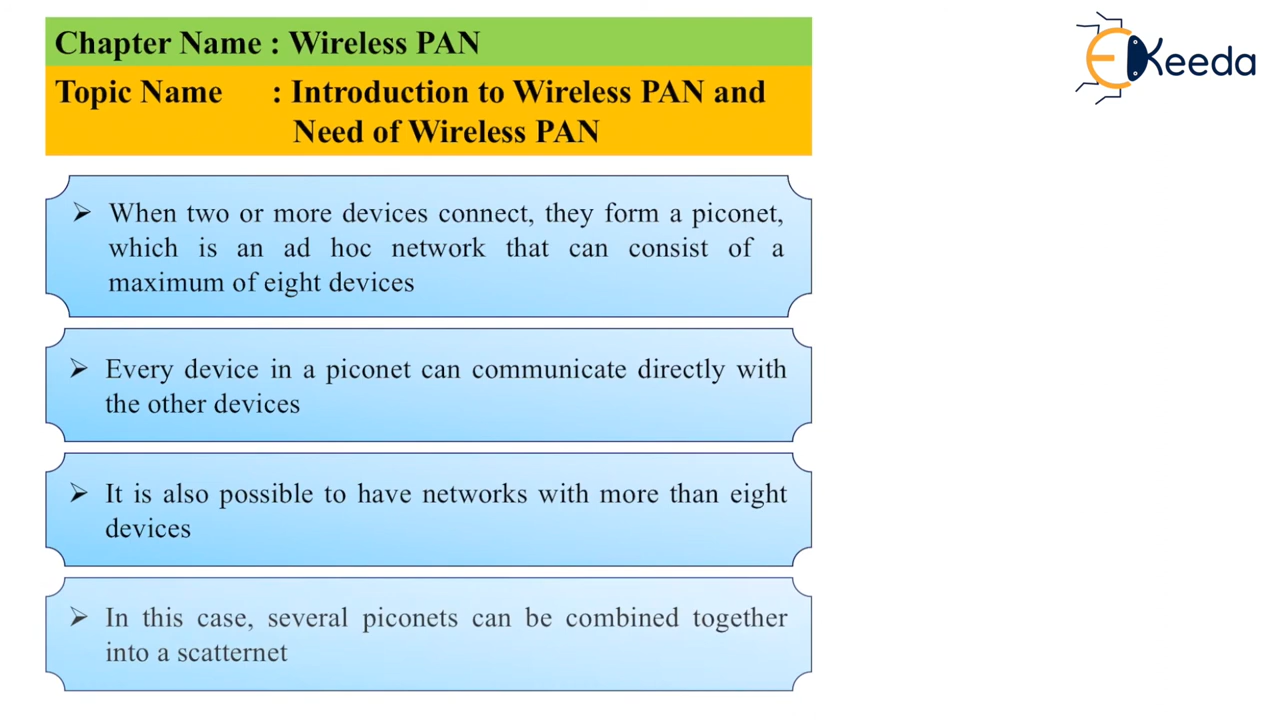 Chapter Name : Wireless PAN
Topic Name : Introduction to Wireless PAN and
Need of Wireless PAN
EKeeda
➢ When two or more devices connect, they form a piconet,
which is an ad hoc network that can consist of a
maximum of eight devices
➢ Every device in a piconet can communicate directly with
the other devices
➢ It is also possible to have networks with more than eight
devices
➢ In this case, several piconets can be combined together
into a scatternet